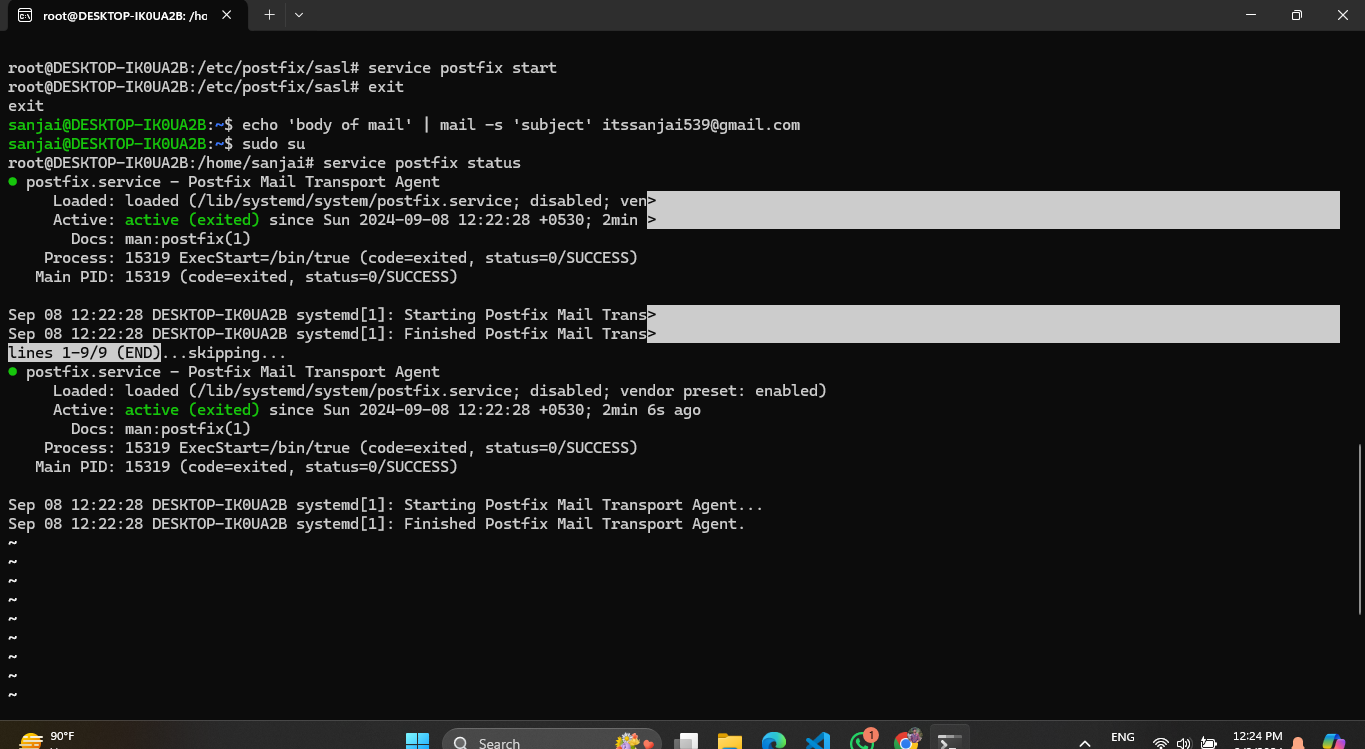 root@DESKTOP-IK0UA2B: /ho
root@DESKTOP-IK0UA2B:/etc/postfix/sasl# service postfix start
root@DESKTOP-IK0UA2B:/etc/postfix/sasl# exit
exit
sanjai@DESKTOP-IK0UA2B:~$ echo 'body of mail' | mail -s 'subject' itssanjai539@gmail.com
sanjai@DESKTOP-IK0UA2B:~$ sudo su
root@DESKTOP-IK0UA2B:/home/sanjai# service postfix status
● postfix.service - Postfix Mail Transport Agent
Loaded: loaded (/lib/systemd/system/postfix.service; disabled; ven>
Active: active (exited) since Sun 2024-09-08 12:22:28 +0530; 2min >
Docs: man:postfix(1)
Process: 15319 ExecStart=/bin/true (code=exited, status=0/SUCCESS)
Main PID: 15319 (code=exited, status=0/SUCCESS)
Sep 08 12:22:28 DESKTOP-IK0UA2B systemd[1]: Starting Postfix Mail Trans>
Sep 08 12:22:28 DESKTOP-IK0UA2B systemd[1]: Finished Postfix Mail Trans>
lines 1-9/9 (END)...skipping...
● postfix.service - Postfix Mail Transport Agent
Loaded: loaded (/lib/systemd/system/postfix.service; disabled; vendor preset: enabled)
Active: active (exited) since Sun 2024-09-08 12:22:28 +0530; 2min 6s ago
Docs: man:postfix(1)
Process: 15319 ExecStart=/bin/true (code=exited, status=0/SUCCESS)
Main PID: 15319 (code=exited, status=0/SUCCESS)
Sep 08 12:22:28 DESKTOP-IK0UA2B systemd[1]: Starting Postfix Mail Transport Agent...
Sep 08 12:22:28 DESKTOP-IK0UA2B systemd[1]: Finished Postfix Mail Transport Agent.
~
~
~
~
~
~
~
~
~
90°F
Search
1
ENG
12:24 PM